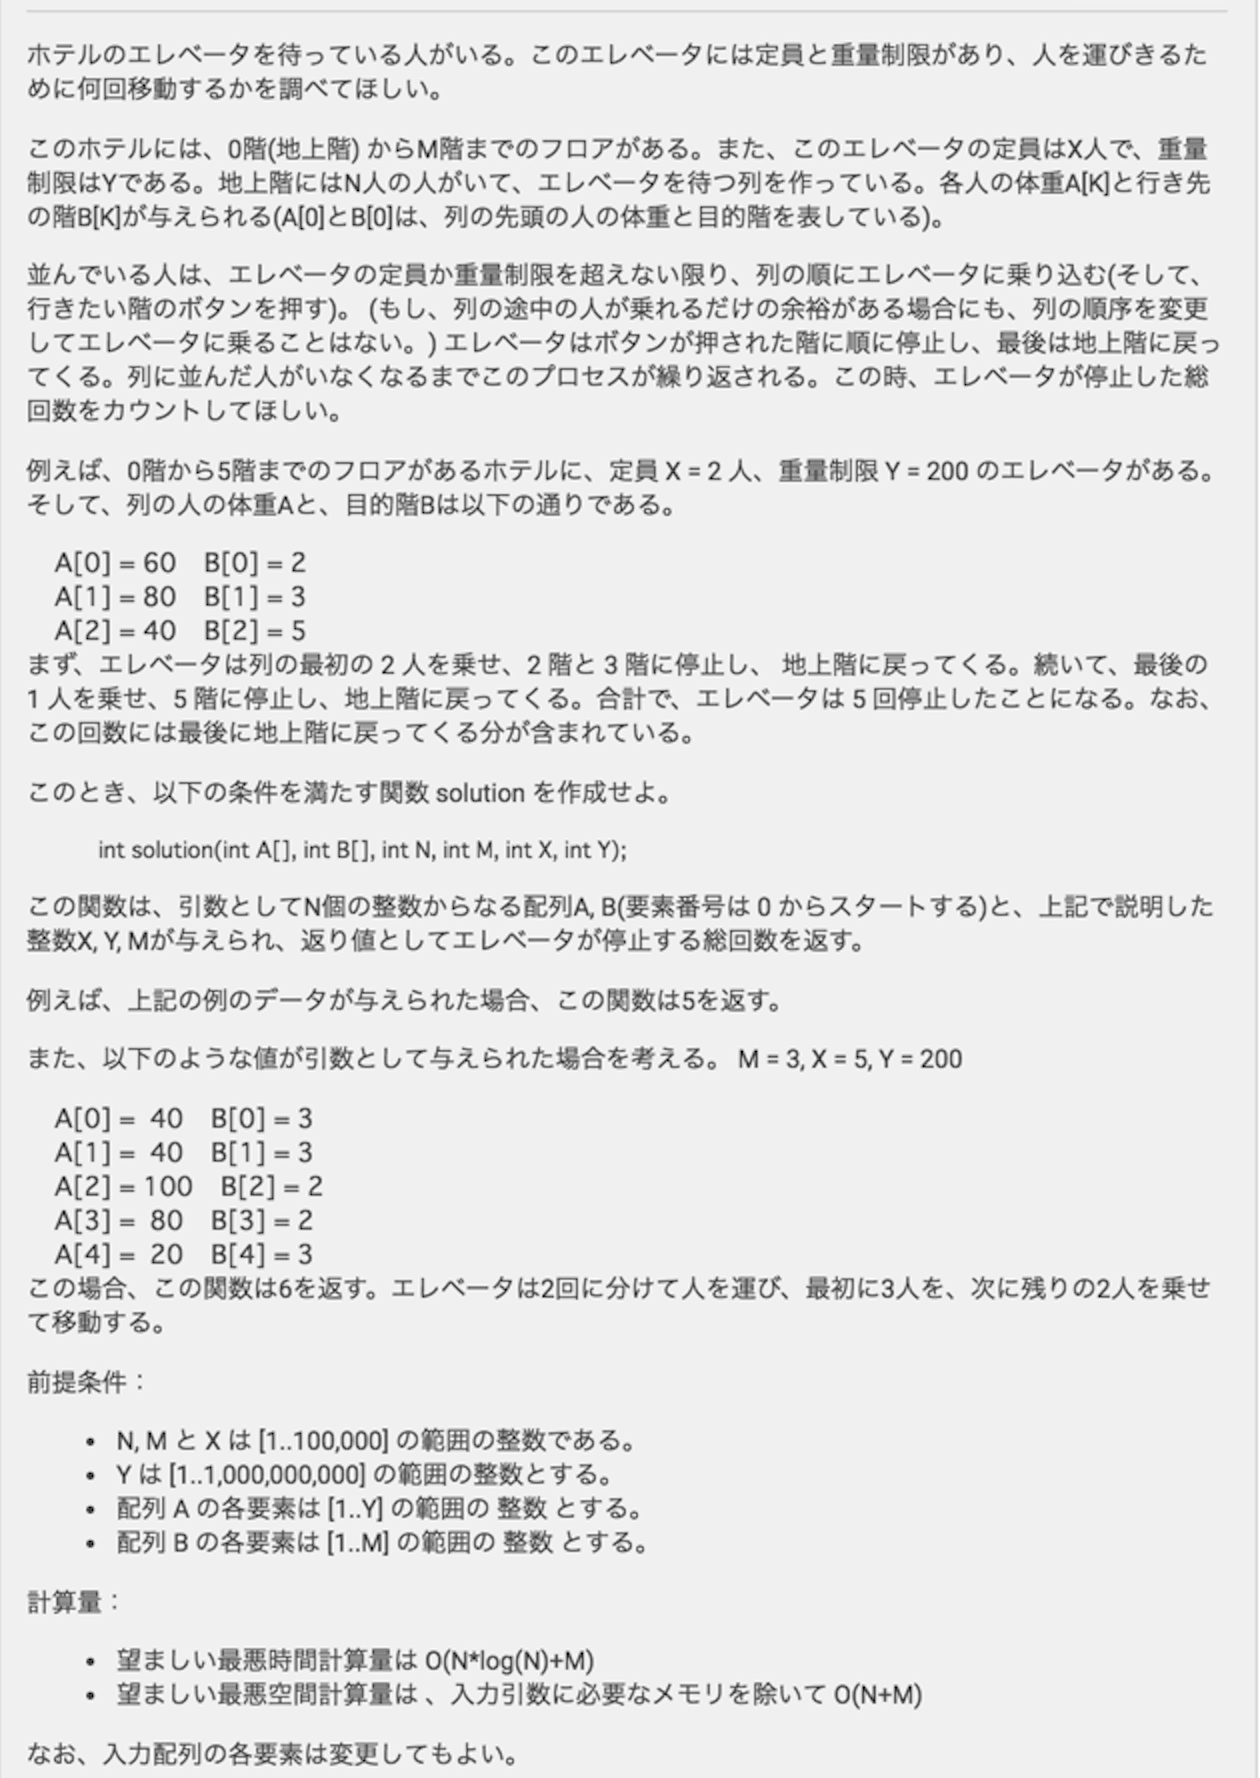 ホテルのエレベータを待っている人がいる。このエレベータには定員と重量制限があり、人を運びきるた
めに何回移動するかを調べてほしい。
このホテルには、0階(地上階) からM階までのフロアがある。また、このエレベータの定員はX人で、重量
制限はYである。地上階にはN人の人がいて、エレベータを待つ列を作っている。各人の体重A[K]と行き先
の階B[K]が与えられる(A[0]とB[0]は、列の先頭の人の体重と目的階を表している)。
並んでいる人は、エレベータの定員か重量制限を超えない限り、列の順にエレベータに乗り込む(そして、
行きたい階のボタンを押す)。 (もし、列の途中の人が乗れるだけの余裕がある場合にも、列の順序を変更
してエレベータに乗ることはない。) エレベータはボタンが押された階に順に停止し、最後は地上階に戻っ
てくる。列に並んだ人がいなくなるまでこのプロセスが繰り返される。この時、エレベータが停止した総
回数をカウントしてほしい。
例えば、0階から5階までのフロアがあるホテルに、定員 X = 2 人、重量制限 Y = 200 のエレベータがある。
そして、列の人の体重Aと、目的階Bは以下の通りである。
A[0] = 60 B[0] = 2
A[1] = 80 B[1] = 3
A[2] = 40 B[2] = 5
まず、エレベータは列の最初の 2 人を乗せ、2 階と 3 階に停止し、 地上階に戻ってくる。続いて、最後の
1 人を乗せ、5 階に停止し、地上階に戻ってくる。合計で、エレベータは 5 回停止したことになる。なお、
この回数には最後に地上階に戻ってくる分が含まれている。
このとき、以下の条件を満たす関数 solution を作成せよ。
int solution(int A[], int B[], int N, int M, int X, int Y);
この関数は、引数としてN個の整数からなる配列A, B(要素番号は 0 からスタートする)と、上記で説明した
整数X, Y, Mが与えられ、返り値としてエレベータが停止する総回数を返す。
例えば、上記の例のデータが与えられた場合、この関数は5を返す。
また、以下のような値が引数として与えられた場合を考える。 M = 3, X = 5, Y = 200
A[0] = 40 B[0] = 3
A[1] = 40 B[1] = 3
A[2] = 100 B[2] = 2
A[3] = 80 B[3] = 2
A[4] = 20 B[4] = 3
この場合、この関数は6を返す。エレベータは2回に分けて人を運び、最初に3人を、次に残りの2人を乗せ
て移動する。
前提条件：
• N, M と X は [1..100,000] の範囲の整数である。
• Y は [1..1,000,000,000] の範囲の整数とする。
• 配列 A の各要素は [1..Y] の範囲の 整数 とする。
• 配列 B の各要素は [1..M] の範囲の 整数 とする。
計算量：
• 望ましい最悪時間計算量は O(N*log(N)+M)
• 望ましい最悪空間計算量は 、入力引数に必要なメモリを除いて O(N+M)
なお、入力配列の各要素は変更してもよい。